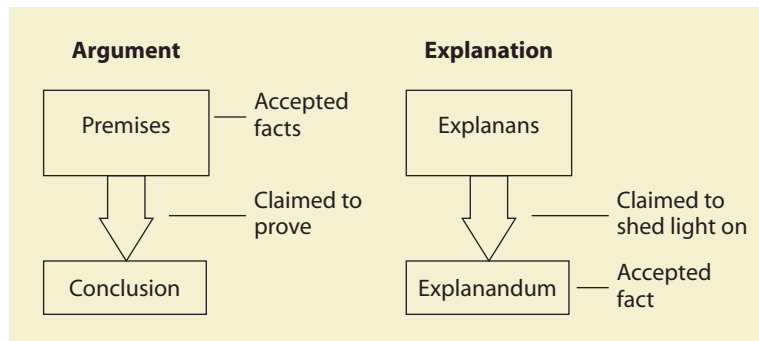 Argument
Premises
Accepted
facts
Claimed to
prove
Conclusion
Explanation
Explanans
Claimed to
shed light on
Explanandum
Accepted
fact